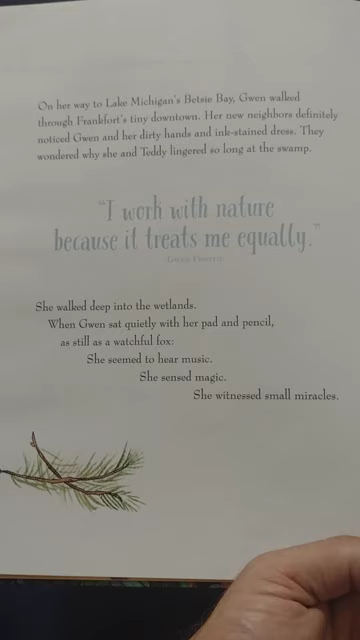 On her way to Lake Michigan's Betsie Bay, Gwen walked
through Frankfort's tiny downtown. Her new neighbors definitely
noticed Gwen and her dirty hands and ink-stained dress. They
wondered why she and Teddy lingered so long at the swamp.
"I work with nature
because it treats me equally."
-Gwen Frostic
She walked deep into the wetlands.
When Gwen sat quietly with her pad and pencil,
as still as a watchful fox:
She seemed to hear music.
She sensed magic.
She witnessed small miracles.